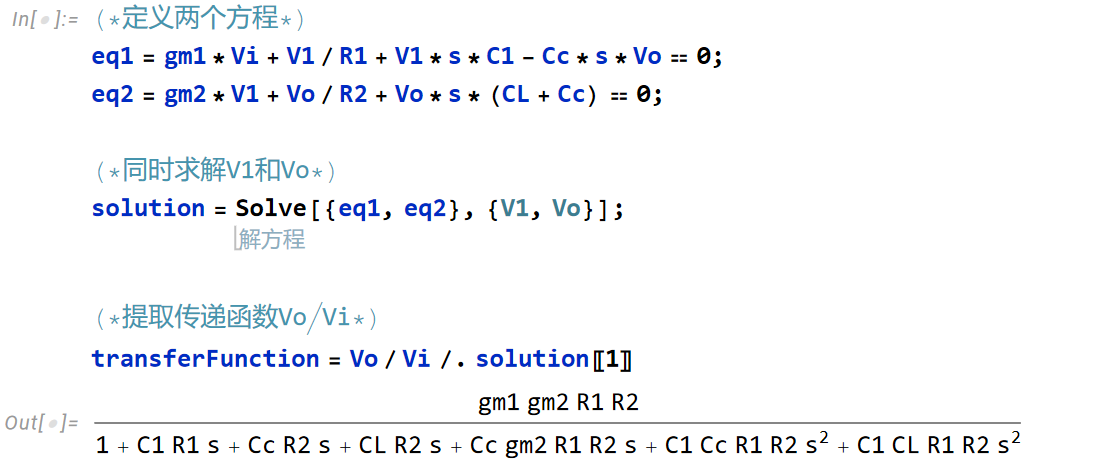 In[●]:= (*定义两个方程*)
eq1 = gm1 * Vi + V1 / R1 + V1 * s * C1 - Cc * s * Vo == 0;
eq2 = gm2 * V1 + Vo / R2 + Vo * s * (CL + Cc) == 0;
(*同时求解V1和Vo*)
solution = Solve[{eq1, eq2}, {V1, Vo}];
解方程
(*提取传递函数Vo/Vi*)
transferFunction = Vo / Vi /. solution〚1〛
gm1 gm2 R1 R2
Out[●]=
1 + C1 R1 s + Cc R2 s + CL R2 s + Cc gm2 R1 R2 s + C1 Cc R1 R2 s² + C1 CL R1 R2 s²